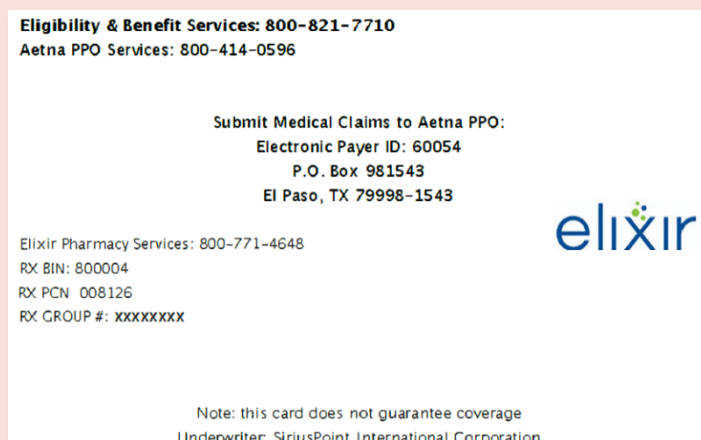 Eligibility & Benefit Services: 800-821-7710
Aetna PPO Services: 800-414-0596
Submit Medical Claims to Aetna PPO:
Electronic Payer ID: 60054
P.O. Box 981543
El Paso, TX 79998-1543
elixir
Elixir Pharmacy Services: 800-771-4648
RX BIN: 800004
RX PCN 008126
RX GROUP #: XXXXXXXX
Note: this card does not guarantee coverage
Underwriter: SiriusPoint International Corporation